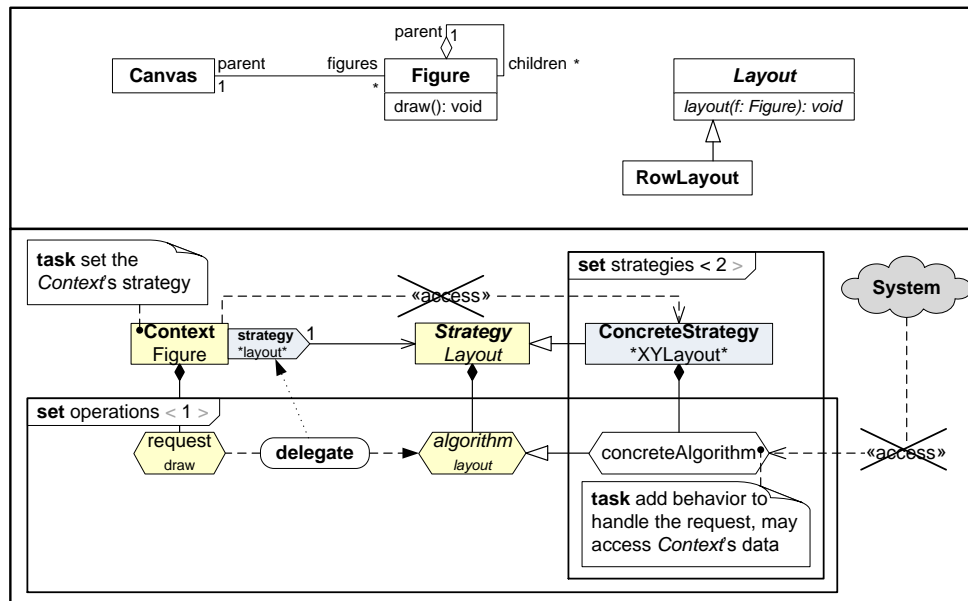 parent 1
children *
Canvas
parent
1
figures
*
Figure
draw(): void
Layout
layout(f: Figure): void
RowLayout
task set the
Context's strategy
«access»
set strategies < 2 >
System
Context
Figure
strategy
*layout*
1
Strategy
Layout
ConcreteStrategy
*XYLayout*
set operations < 1 >
request
draw
delegate
algorithm
layout
concreteAlgorithm
«access»
task add behavior to
handle the request, may
access Context's data